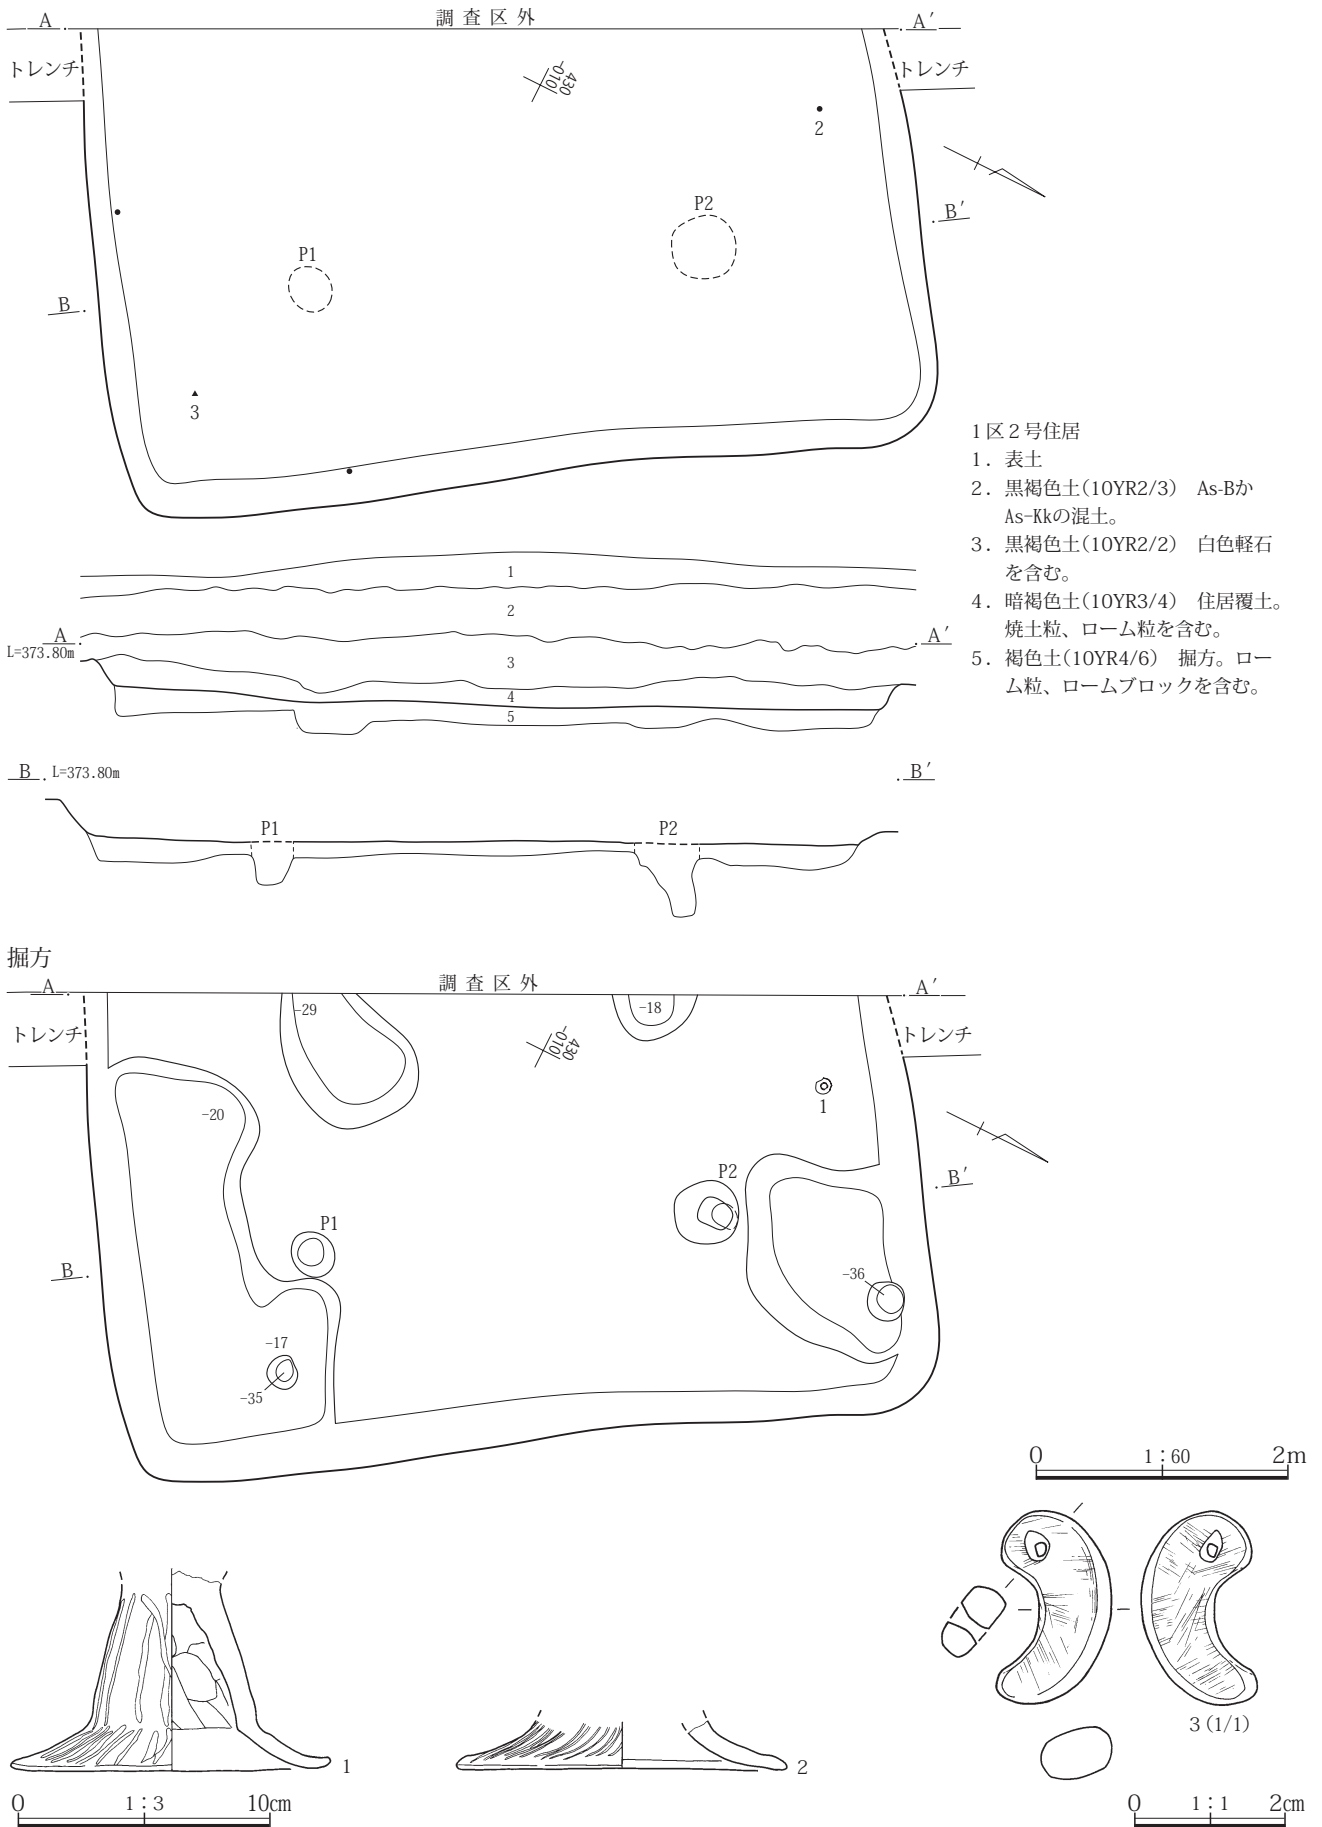 調査区外
A
A′
トレンチ
トレンチ
430
-010
2
P2
B′
P1
B
3
1区2号住居
1．表土
2．黒褐色土(10YR2/3)　As-Bか
As-Kkの混土。
3．黒褐色土(10YR2/2)　白色軽石
を含む。
4．暗褐色土(10YR3/4)　住居覆土。
焼土粒、ローム粒を含む。
5．褐色土(10YR4/6)　掘方。ロー
ム粒、ロームブロックを含む。
1
2
A
A′
L=373.80m
3
4
5
B
L=373.80m
B′
P1
P2
掘方
調査区外
A
A′
-29
-18
トレンチ
トレンチ
430
-010
1
-20
P2
B′
P1
B
-36
-17
-35
0
1：60
2m
1
2
3 (1/1)
0
1：3
10cm
0
1：1
2cm